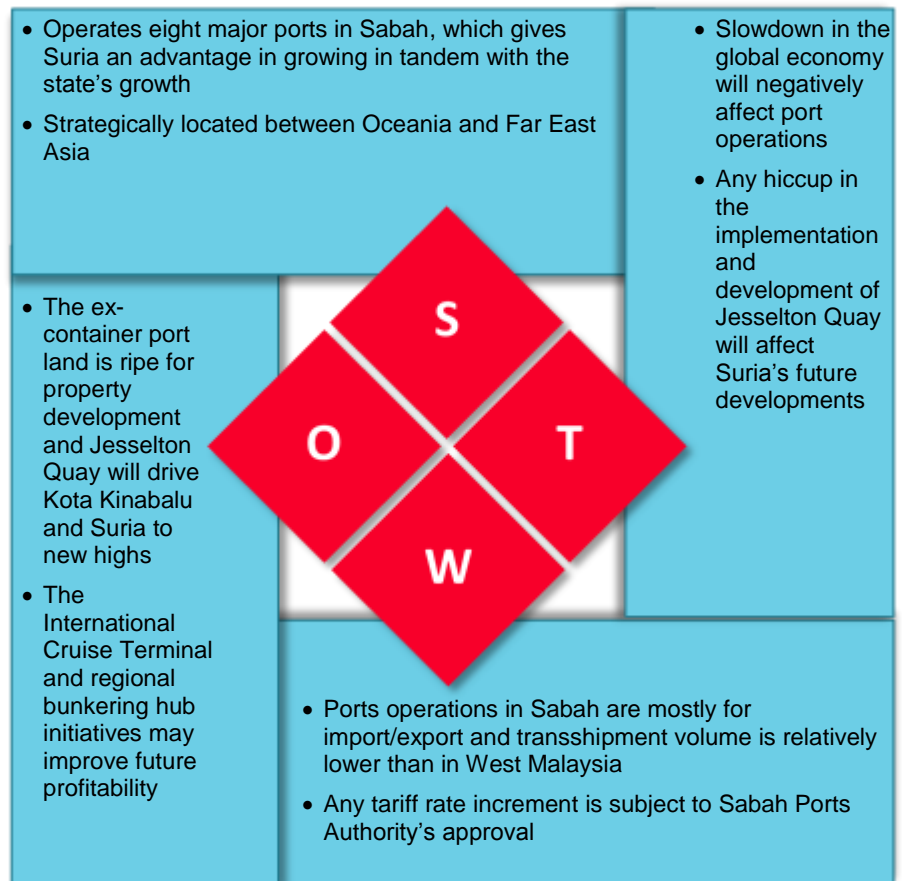 • Operates eight major ports in Sabah, which gives
Suria an advantage in growing in tandem with the
state’s growth
• Strategically located between Oceania and Far East
Asia
• Slowdown in the
global economy
will negatively
affect port
operations
• Any hiccup in
the
implementation
and
development of
Jesselton Quay
will affect
Suria’s future
developments
• The ex-
container port
land is ripe for
property
development
and Jesselton
Quay will drive
Kota Kinabalu
and Suria to
new highs
• The
International
Cruise Terminal
and regional
bunkering hub
initiatives may
improve future
profitability
S
O
T
W
• Ports operations in Sabah are mostly for
import/export and transshipment volume is relatively
lower than in West Malaysia
• Any tariff rate increment is subject to Sabah Ports
Authority’s approval